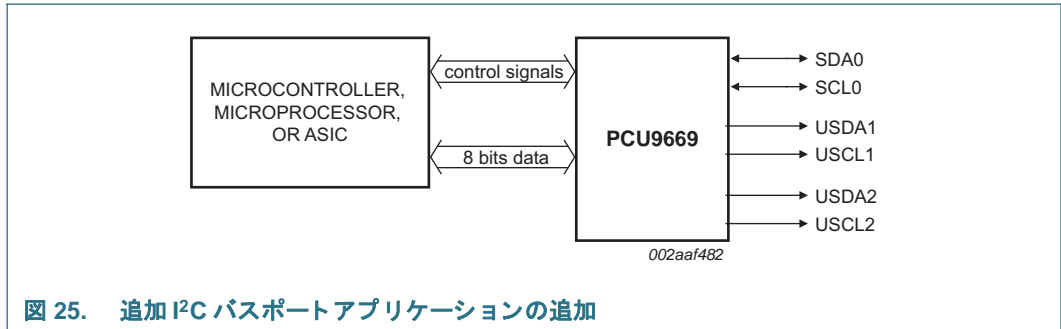 MICROCONTROLLER,
MICROPROCESSOR,
OR ASIC
control signals
8 bits data
PCU9669
SDA0
SCL0
USDA1
USCL1
USDA2
USCL2
002aaf482
図 25. 追加 I²C バスポートアプリケーションの追加